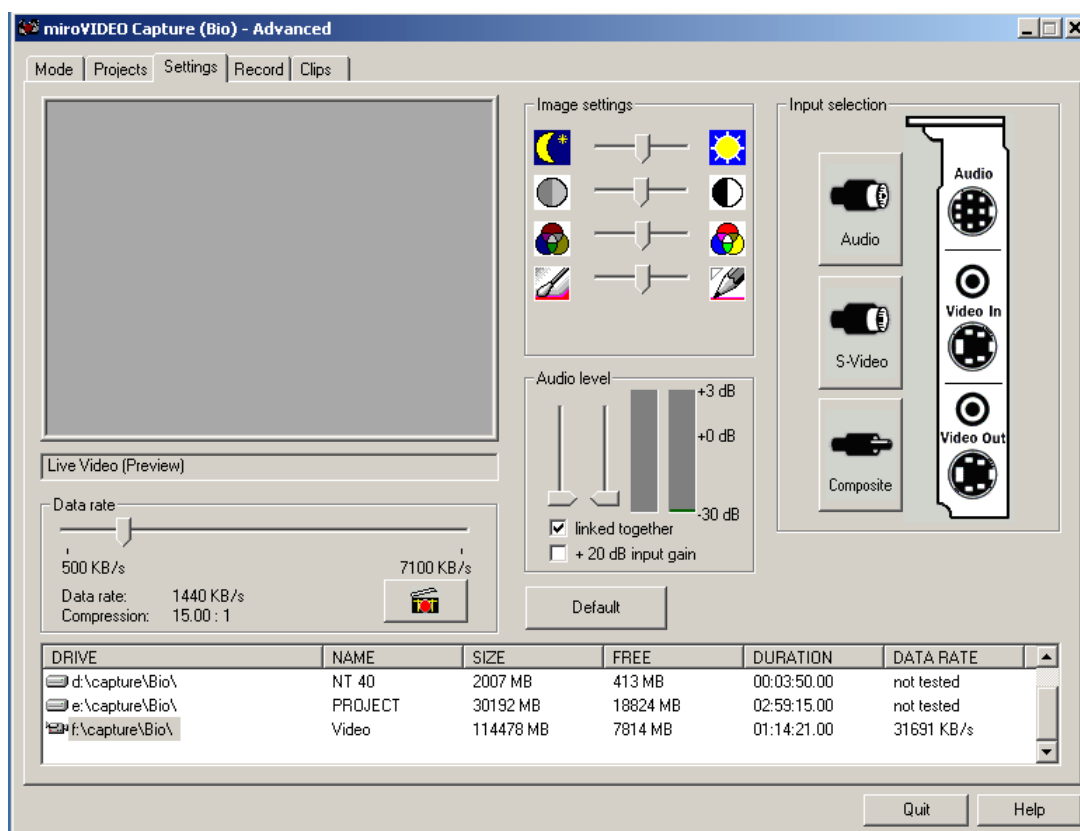 miroVIDEO Capture (Bio) - Advanced
Mode Projects Settings Record Clips
Live Video (Preview)
Data rate
500 KB/s 7100 KB/s
Data rate: 1440 KB/s
Compression: 15.00 : 1
Image settings
Audio level
+3 dB
+0 dB
-30 dB
linked together
+ 20 dB input gain
Default
Input selection
Audio
S-Video
Composite
Audio
Video In
Video Out
DRIVE NAME SIZE FREE DURATION DATA RATE
d:\capture\Bio\ NT 40 2007 MB 413 MB 00:03:50.00 not tested
e:\capture\Bio\ PROJECT 30192 MB 18824 MB 02:59:15.00 not tested
f:\capture\Bio\ Video 114478 MB 7814 MB 01:14:21.00 31691 KB/s
Quit Help